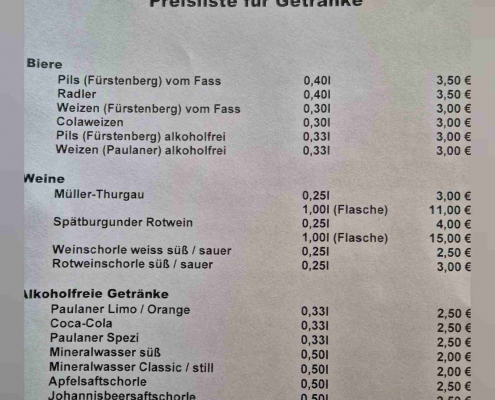 Preisliste für Getränke
Biere
Pils (Fürstenberg) vom Fass 0,40l 3,50 €
Radler 0,40l 3,50 €
Weizen (Fürstenberg) vom Fass 0,30l 3,00 €
Colaweizen 0,30l 3,00 €
Pils (Fürstenberg) alkoholfrei 0,33l 3,00 €
Weizen (Paulaner) alkoholfrei 0,33l 3,00 €
Weine
Müller-Thurgau 0,25l 3,00 €
1,00l (Flasche) 11,00 €
Spätburgunder Rotwein 0,25l 4,00 €
1,00l (Flasche) 15,00 €
Weinschorle weiss süß / sauer 0,25l 2,50 €
Rotweinschorle süß / sauer 0,25l 3,00 €
Alkoholfreie Getränke
Paulaner Limo / Orange 0,33l 2,50 €
Coca-Cola 0,33l 2,50 €
Paulaner Spezi 0,33l 2,50 €
Mineralwasser süß 0,50l 2,00 €
Mineralwasser Classic / still 0,50l 2,00 €
Apfelsaftschorle 0,50l 2,50 €
Johannisbeersaftschorle 0,50l 2,50 €